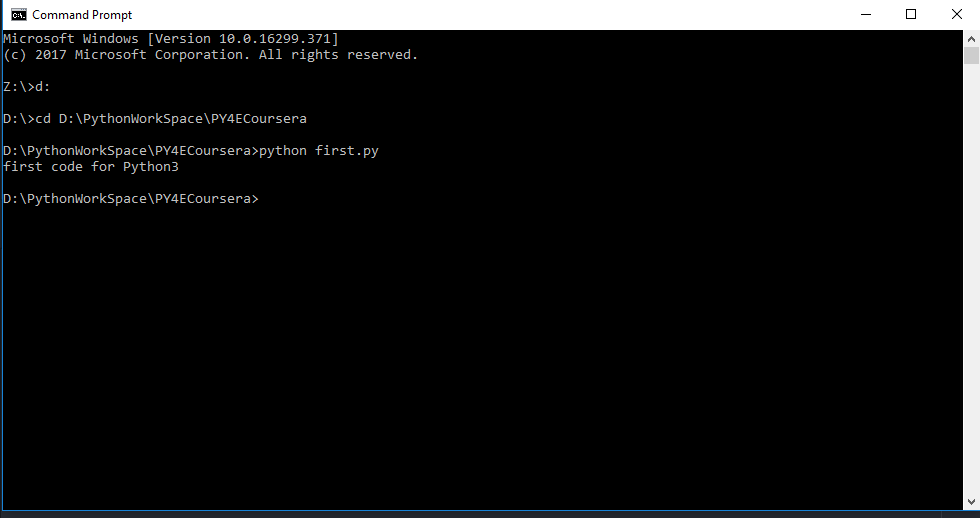 Command Prompt
Microsoft Windows [Version 10.0.16299.371]
(c) 2017 Microsoft Corporation. All rights reserved.
Z:\>d:
D:\>cd D:\PythonWorkSpace\PY4ECoursera
D:\PythonWorkSpace\PY4ECoursera>python first.py
first code for Python3
D:\PythonWorkSpace\PY4ECoursera>